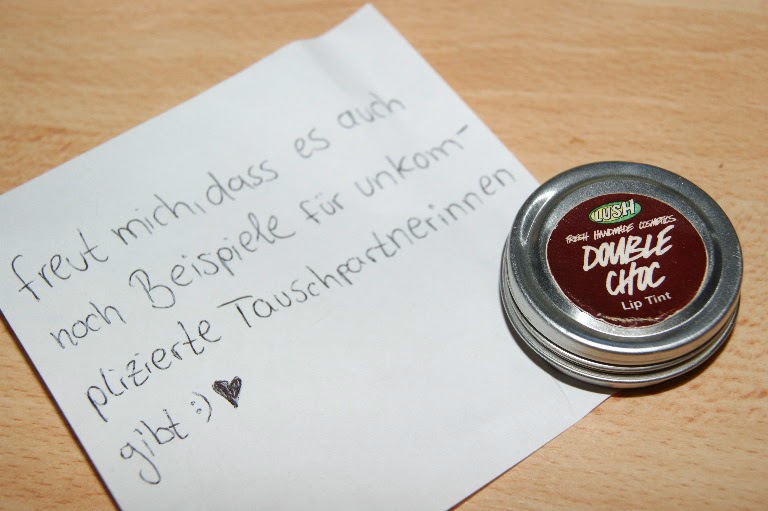 freut mich, dass es auch
noch Beispiele für unkom-
plizierte Tauschpartnerinnen
gibt :) ♥
LUSH
FRESH HANDMADE COSMETICS
DOUBLE
CHOC
Lip Tint